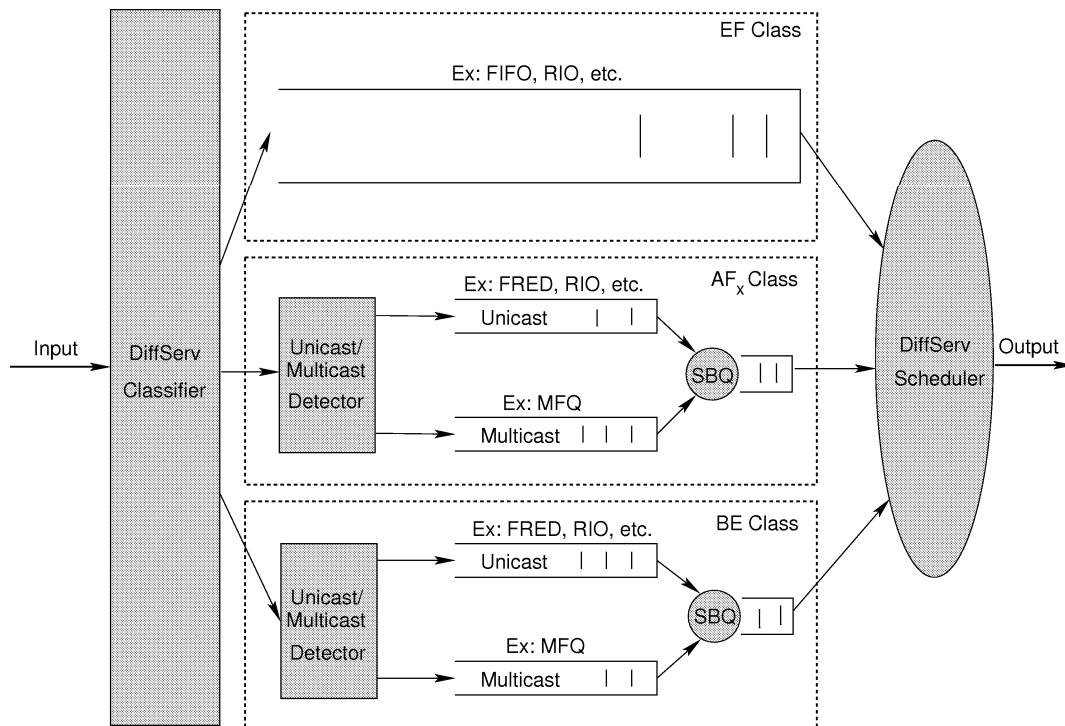 EF Class
Ex: FIFO, RIO, etc.
Input
DiffServ
Classifier
AFx Class
Ex: FRED, RIO, etc.
Unicast/
Multicast
Detector
Unicast
Ex: MFQ
Multicast
SBQ
DiffServ
Scheduler
Output
BE Class
Ex: FRED, RIO, etc.
Unicast/
Multicast
Detector
Unicast
Ex: MFQ
Multicast
SBQ